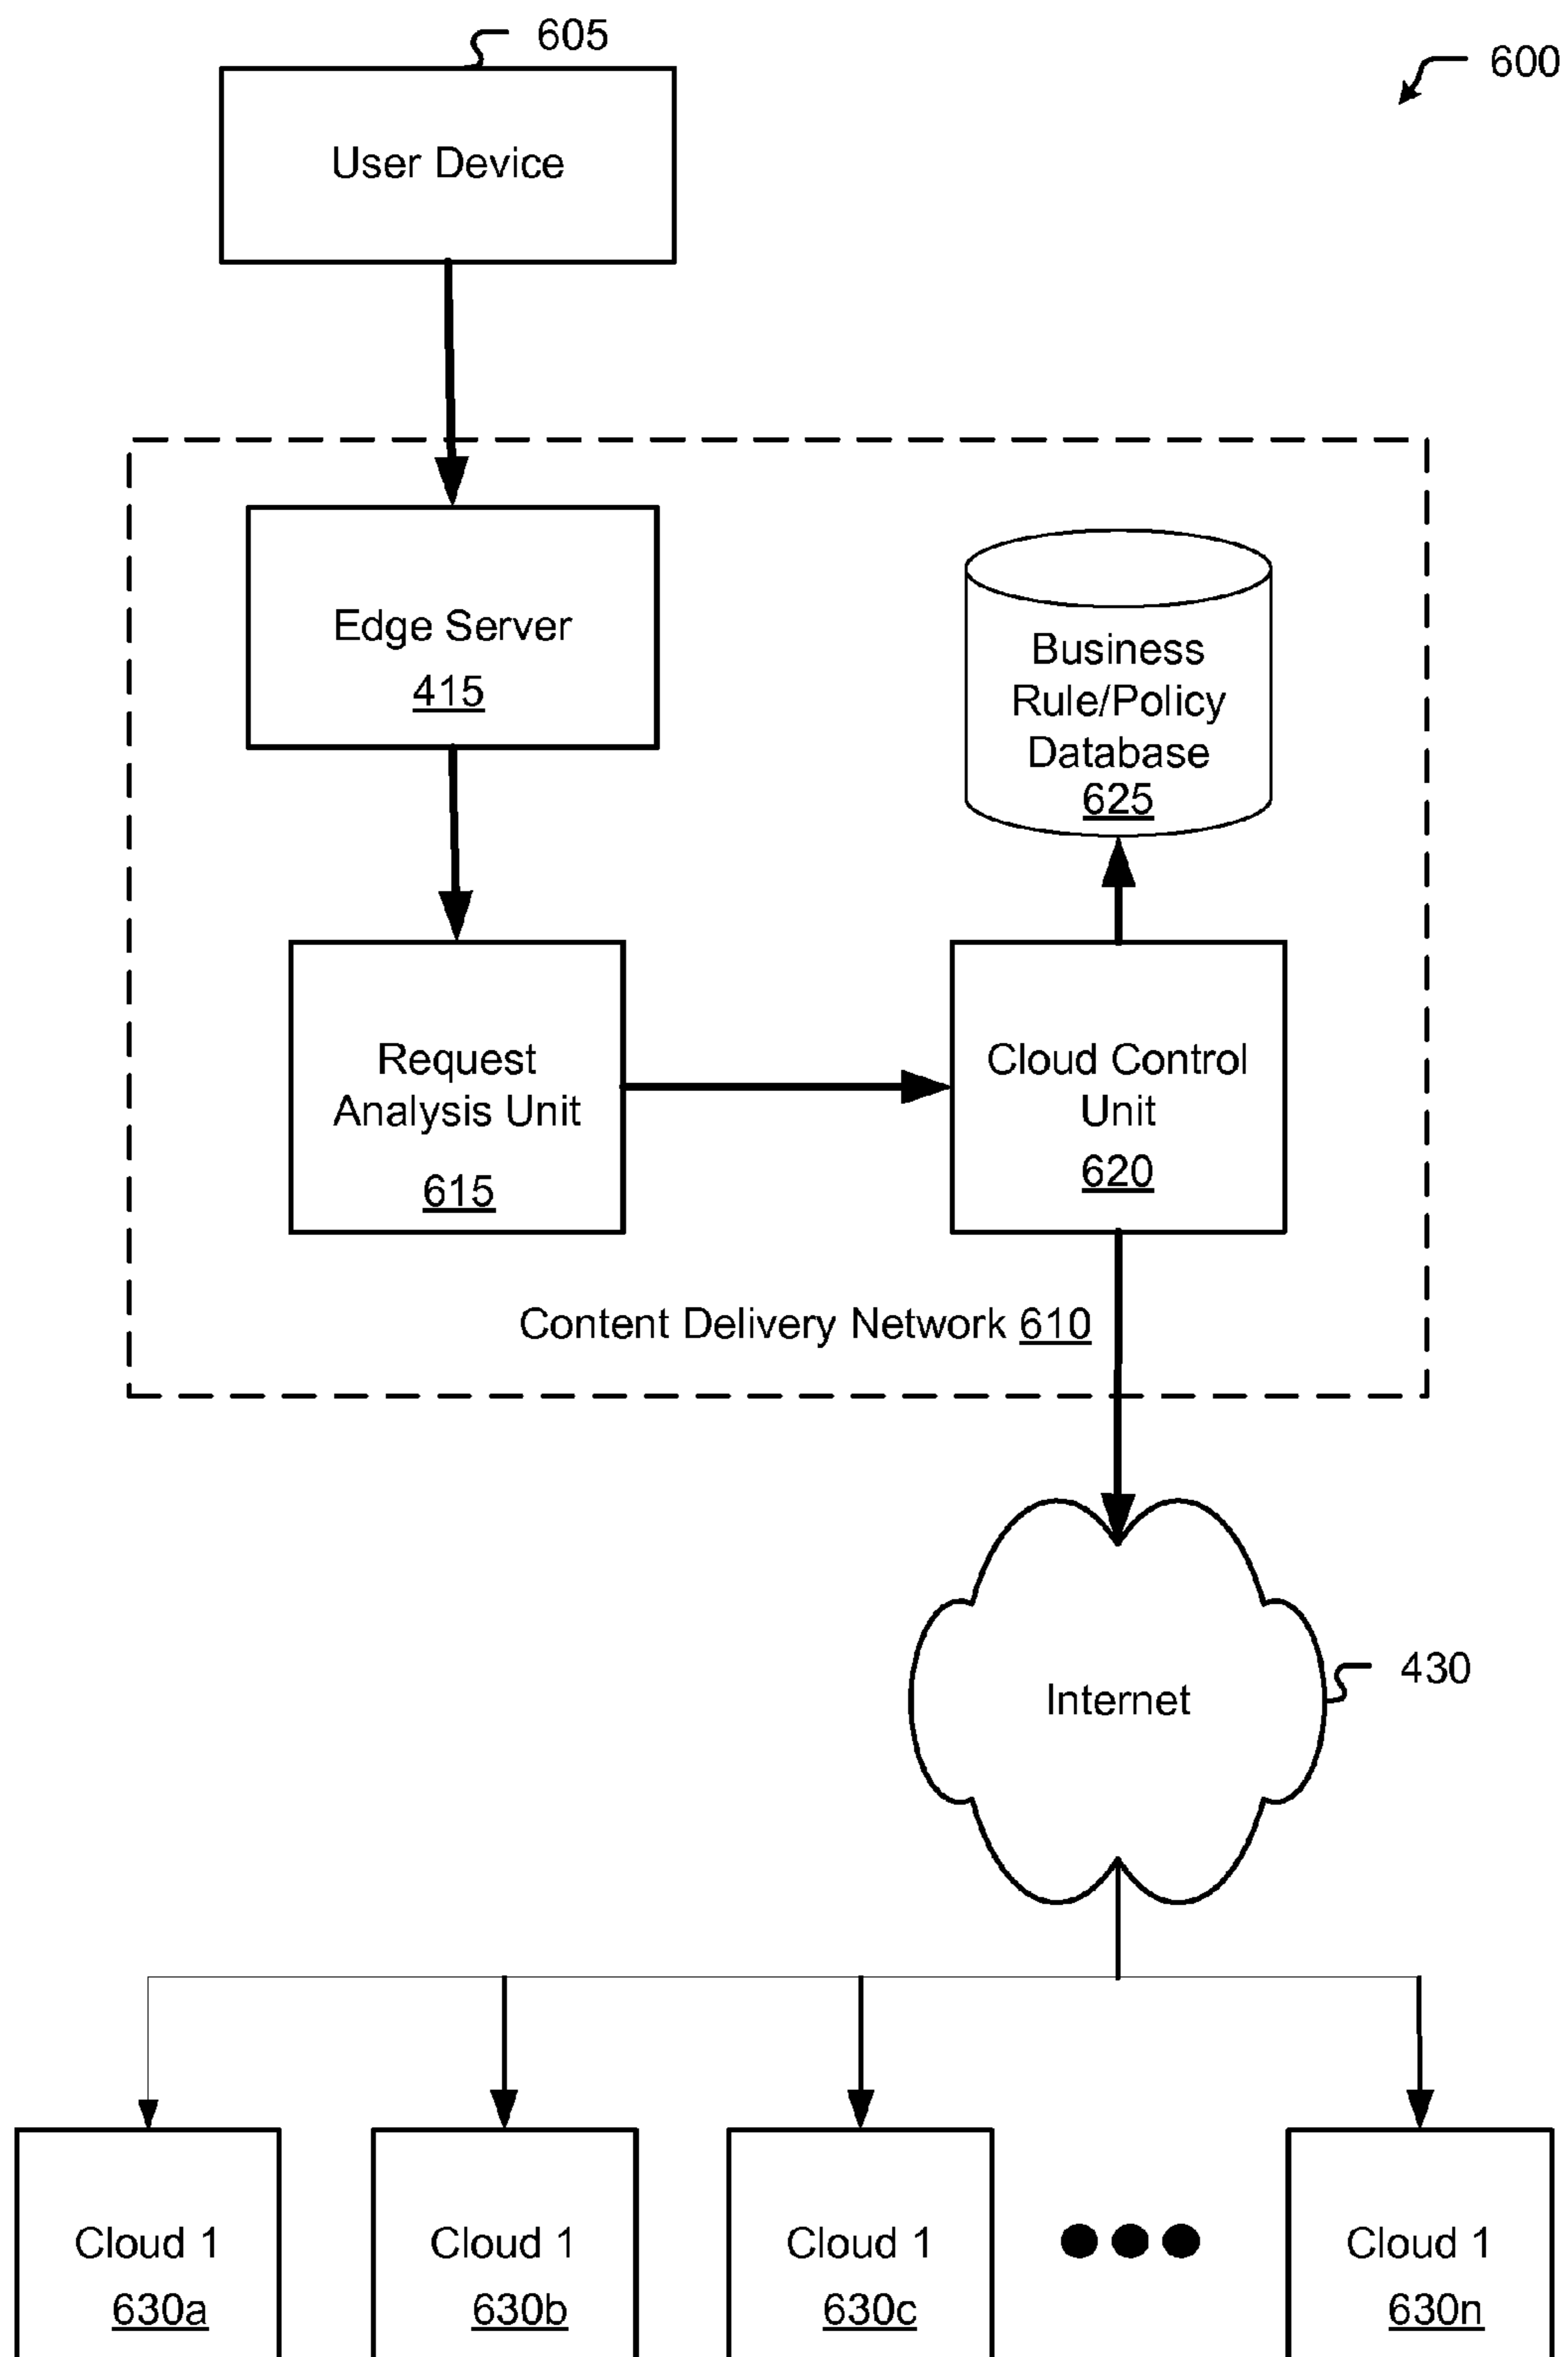 605
600
User Device
Edge Server
415
Business
Rule/Policy
Database
625
Request
Analysis Unit
615
Cloud Control
Unit
620
Content Delivery Network 610
Internet
430
Cloud 1
630a
Cloud 1
630b
Cloud 1
630c
Cloud 1
630n